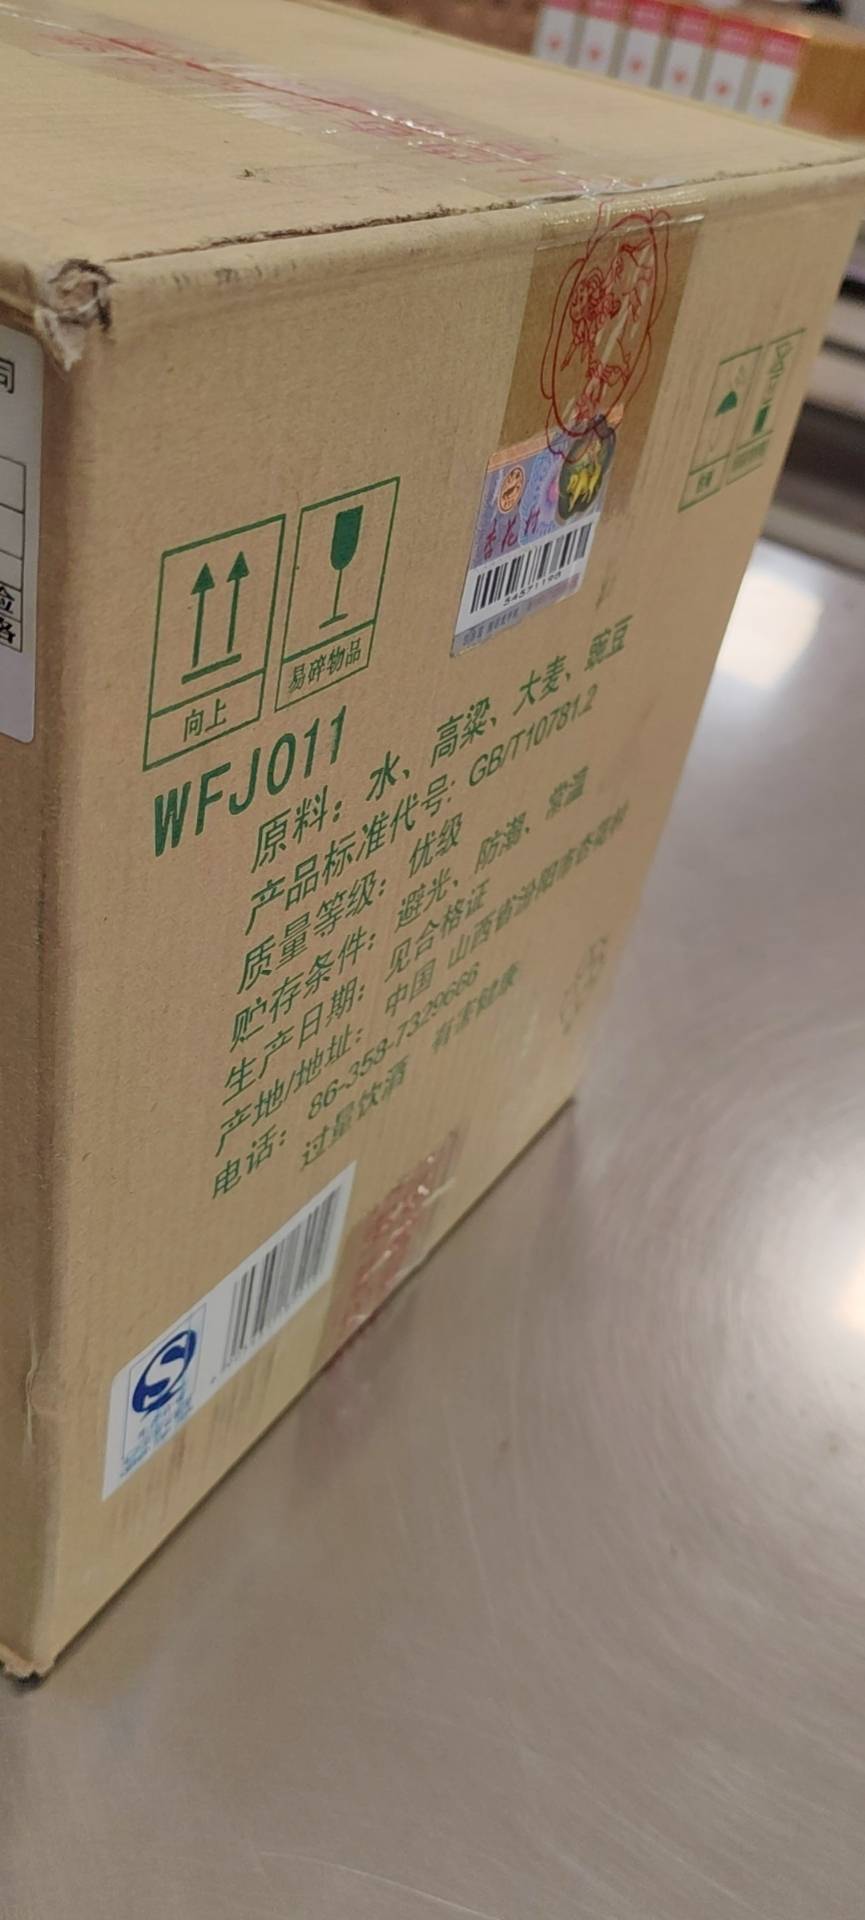 向上
易碎物品
杏花村
54571198
WFJ011
原料：水、高粱、大麦、豌豆
产品标准代号：GB/T10781.2
质量等级：优级
贮存条件：避光、防潮、常温
生产日期：见合格证
产地/地址：中国 山西省汾阳市杏花村
电话：86-358-7329666
过量饮酒 有害健康